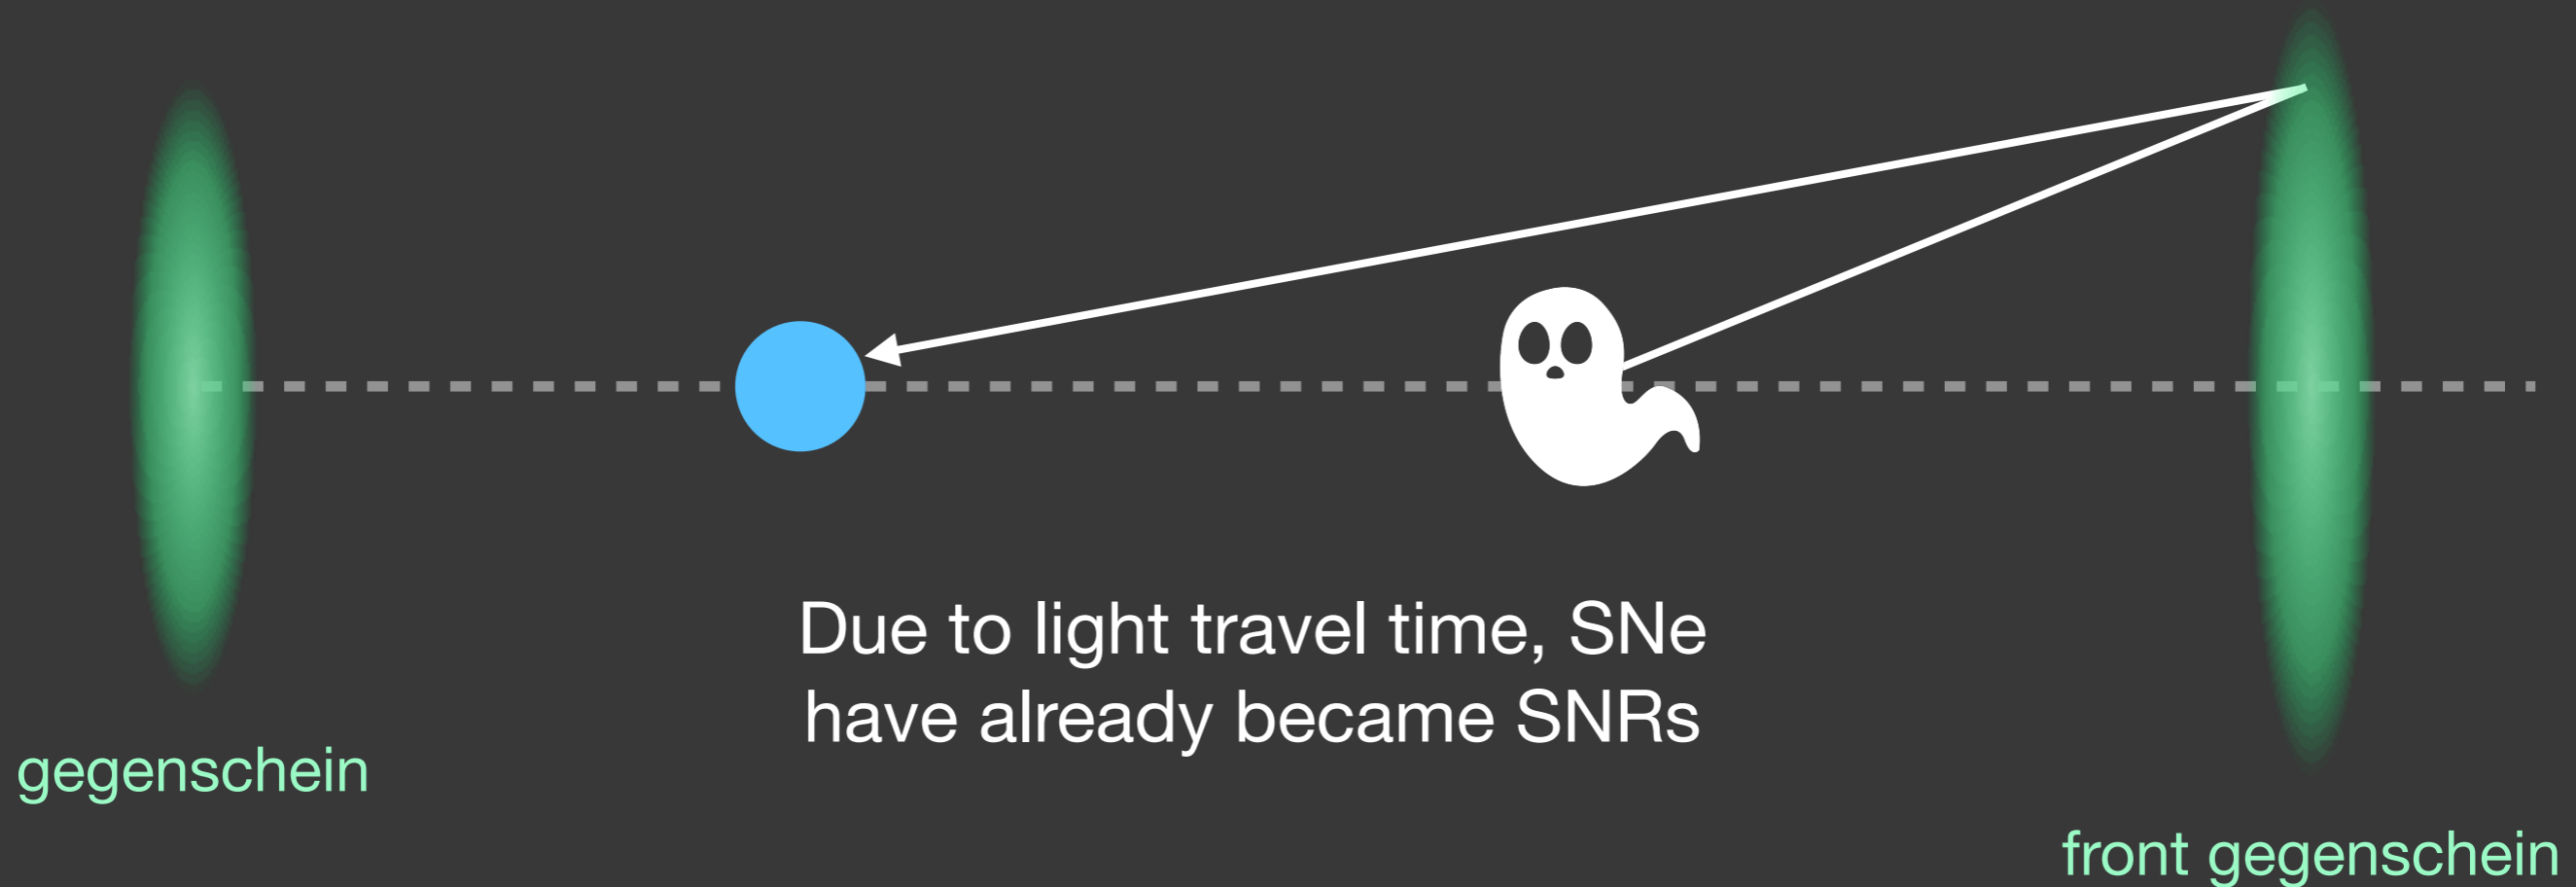 Due to light travel time, SNe
have already became SNRs
gegenschein
front gegenschein